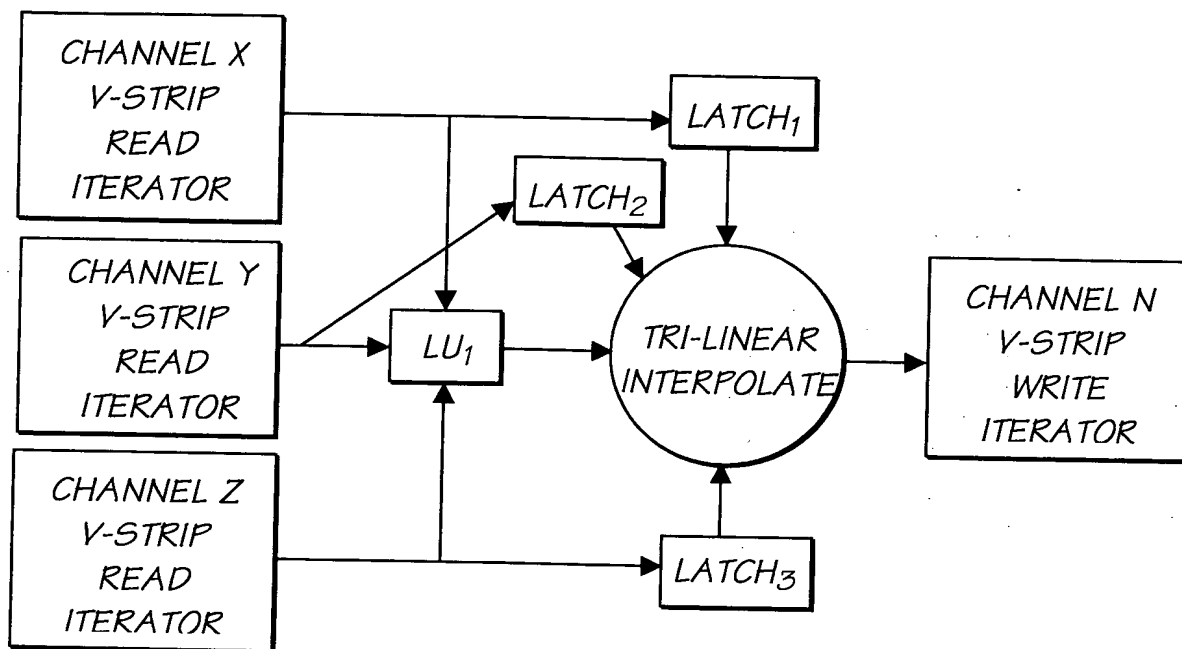 CHANNEL X
V-STRIP
READ
ITERATOR
LATCH₁
LATCH₂
CHANNEL Y
V-STRIP
READ
ITERATOR
LU₁
TRI-LINEAR
INTERPOLATE
CHANNEL N
V-STRIP
WRITE
ITERATOR
CHANNEL Z
V-STRIP
READ
ITERATOR
LATCH₃